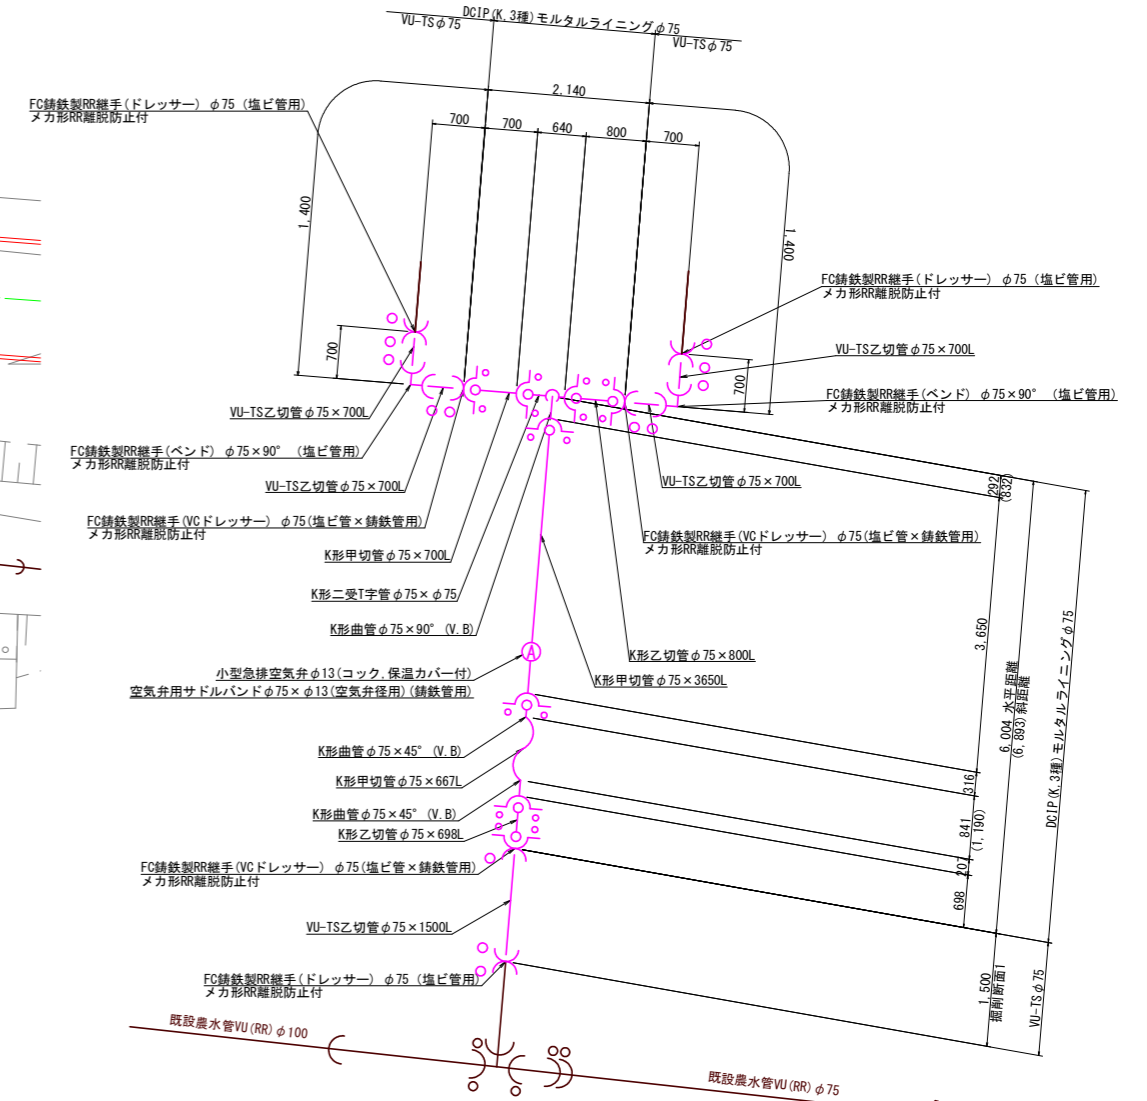 DCIP(K,3種)モルタルライニングφ75
VU-TSφ75
VU-TSφ75
2,140
FC鋳鉄製RR継手(ドレッサー) φ75 (塩ビ管用)
メカ形RR離脱防止付
700
700
640
800
700
1,400
1,400
FC鋳鉄製RR継手(ドレッサー) φ75 (塩ビ管用)
メカ形RR離脱防止付
700
VU-TS乙切管φ75×700L
700
FC鋳鉄製RR継手(ベンド) φ75×90° (塩ビ管用)
メカ形RR離脱防止付
VU-TS乙切管φ75×700L
FC鋳鉄製RR継手(ベンド) φ75×90° (塩ビ管用)
メカ形RR離脱防止付
VU-TS乙切管φ75×700L
VU-TS乙切管φ75×700L
292
(832)
FC鋳鉄製RR継手(VCドレッサー) φ75(塩ビ管×鋳鉄管用)
メカ形RR離脱防止付
FC鋳鉄製RR継手(VCドレッサー) φ75(塩ビ管×鋳鉄管用)
メカ形RR離脱防止付
K形甲切管φ75×700L
K形二受T字管φ75×φ75
K形曲管φ75×90° (V.B)
K形乙切管φ75×800L
3,650
小型急排空気弁φ13(コック,保温カバー付)
空気弁用サドルバンドφ75×φ13(空気弁径用)(鋳鉄管用)
K形甲切管φ75×3650L
6,004 水平距離
(6,893)斜距離
DCIP(K,3種)モルタルライニングφ75
K形曲管φ75×45° (V.B)
316
K形甲切管φ75×667L
K形曲管φ75×45° (V.B)
841
(1,190)
K形乙切管φ75×698L
207
FC鋳鉄製RR継手(VCドレッサー) φ75(塩ビ管×鋳鉄管用)
メカ形RR離脱防止付
698
A
VU-TS乙切管φ75×1500L
FC鋳鉄製RR継手(ドレッサー) φ75 (塩ビ管用)
メカ形RR離脱防止付
1,500
掘削断面1
VU-TSφ75
既設農水管VU(RR)φ100
既設農水管VU(RR)φ75